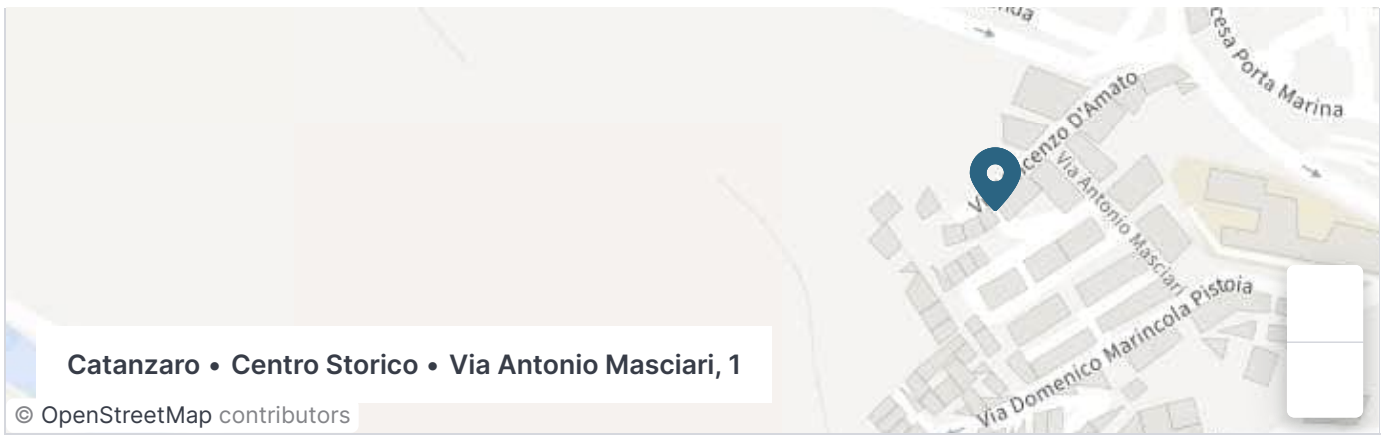 cesa Porta Marina
Via Antonio Masciari
Via Domenico Marincola Pistoia
Catanzaro • Centro Storico • Via Antonio Masciari, 1
© OpenStreetMap contributors